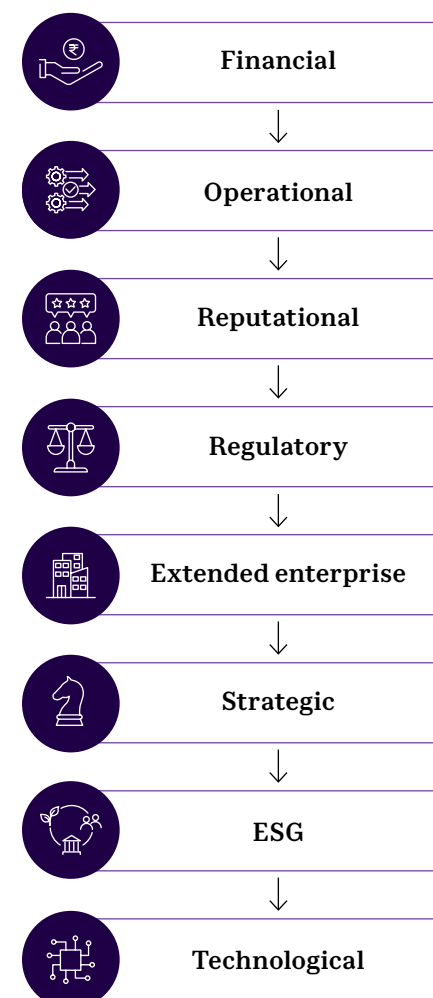 ₹
Financial
Operational
Reputational
Regulatory
Extended enterprise
Strategic
ESG
Technological